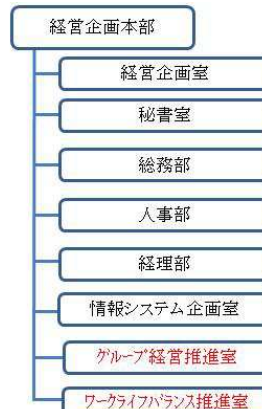 経営企画本部
経営企画室
秘書室
総務部
人事部
経理部
情報システム企画室
グループ経営推進室
ワークライフバランス推進室